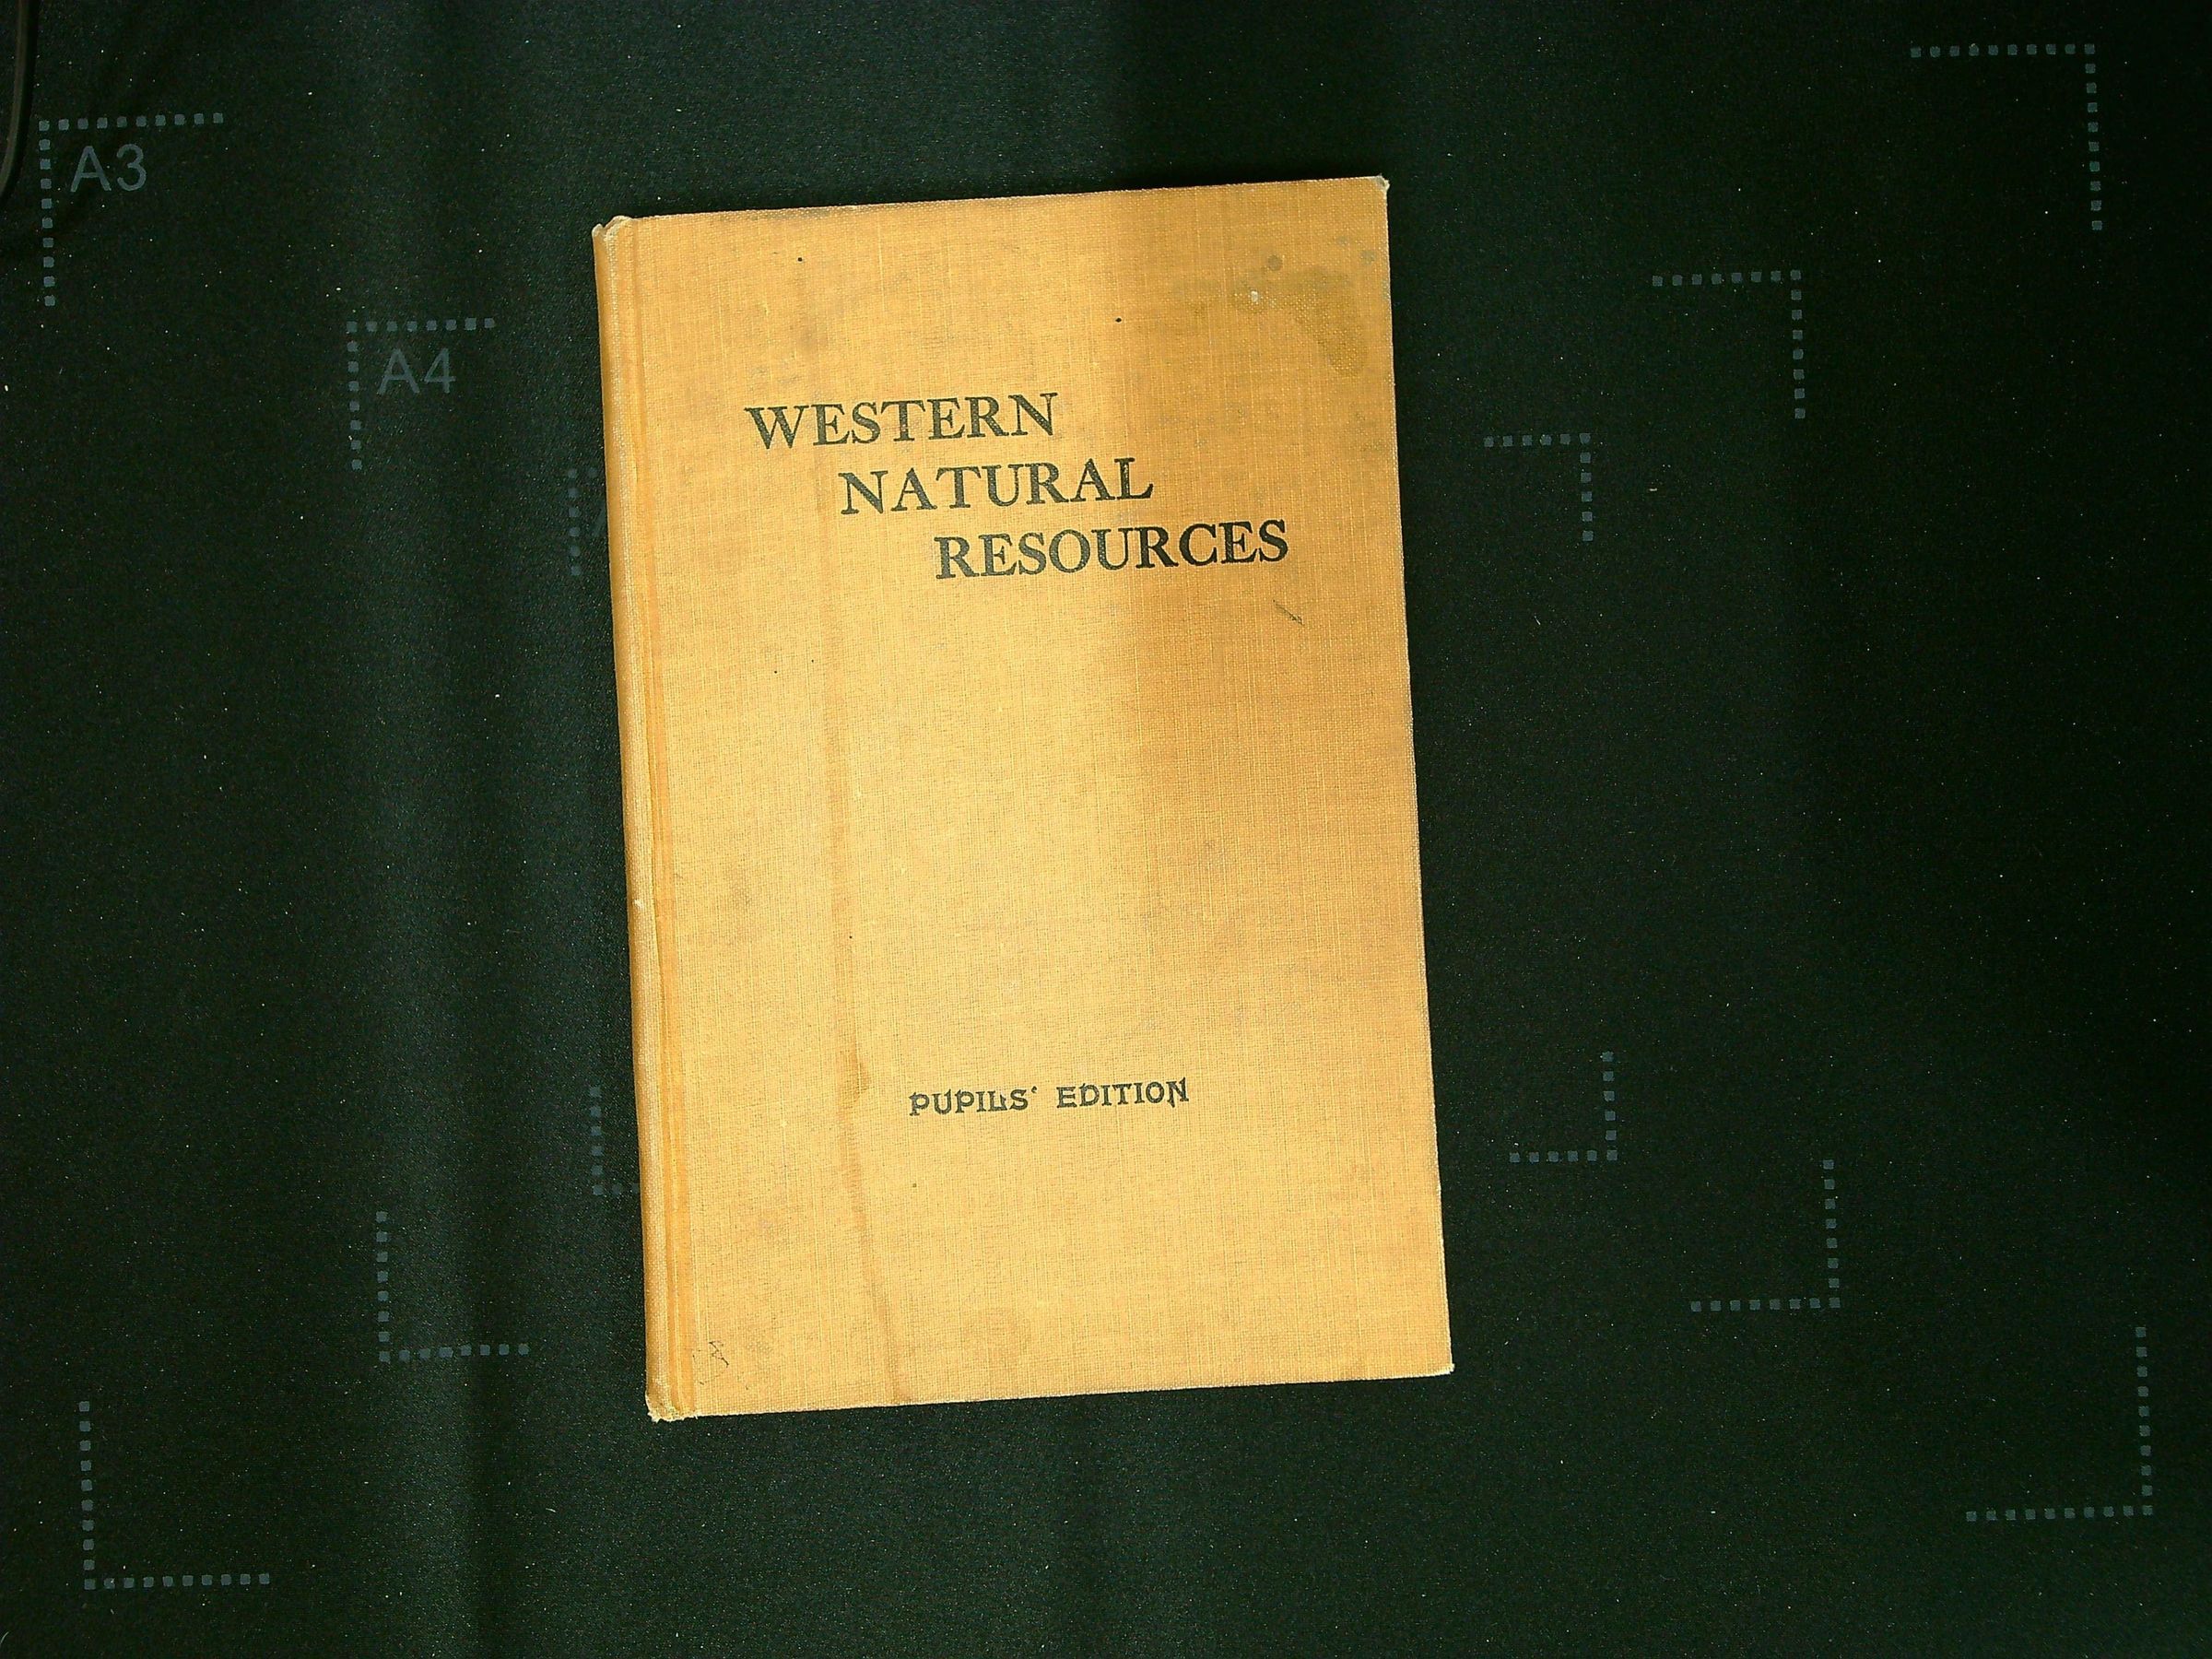 A3
A4
WESTERN
NATURAL
RESOURCES
PUPILS' EDITION